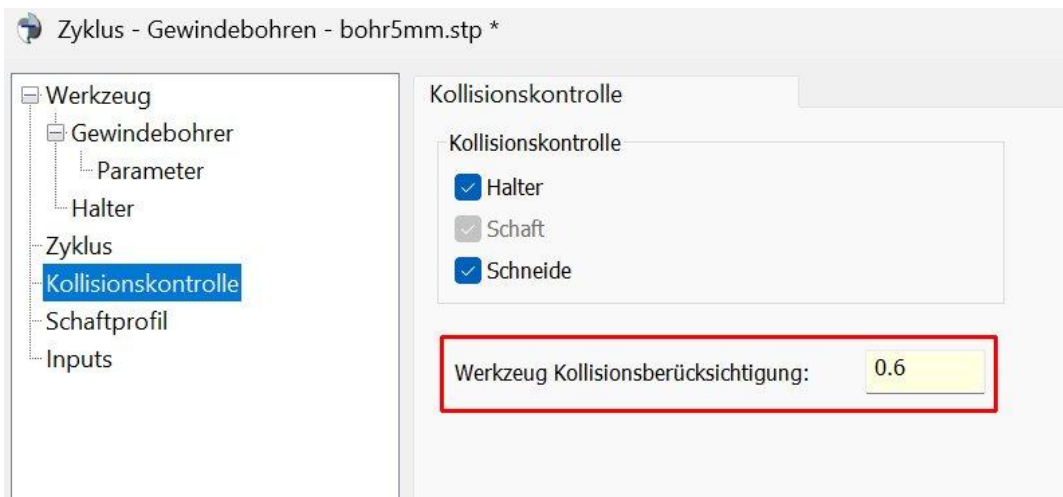 Zyklus - Gewindebohren - bohr5mm.stp *
Werkzeug
Gewindebohrer
Parameter
Halter
Zyklus
Kollisionskontrolle
Schaftprofil
Inputs
Kollisionskontrolle
Kollisionskontrolle
Halter
Schaft
Schneide
Werkzeug Kollisionsberücksichtigung: 0.6